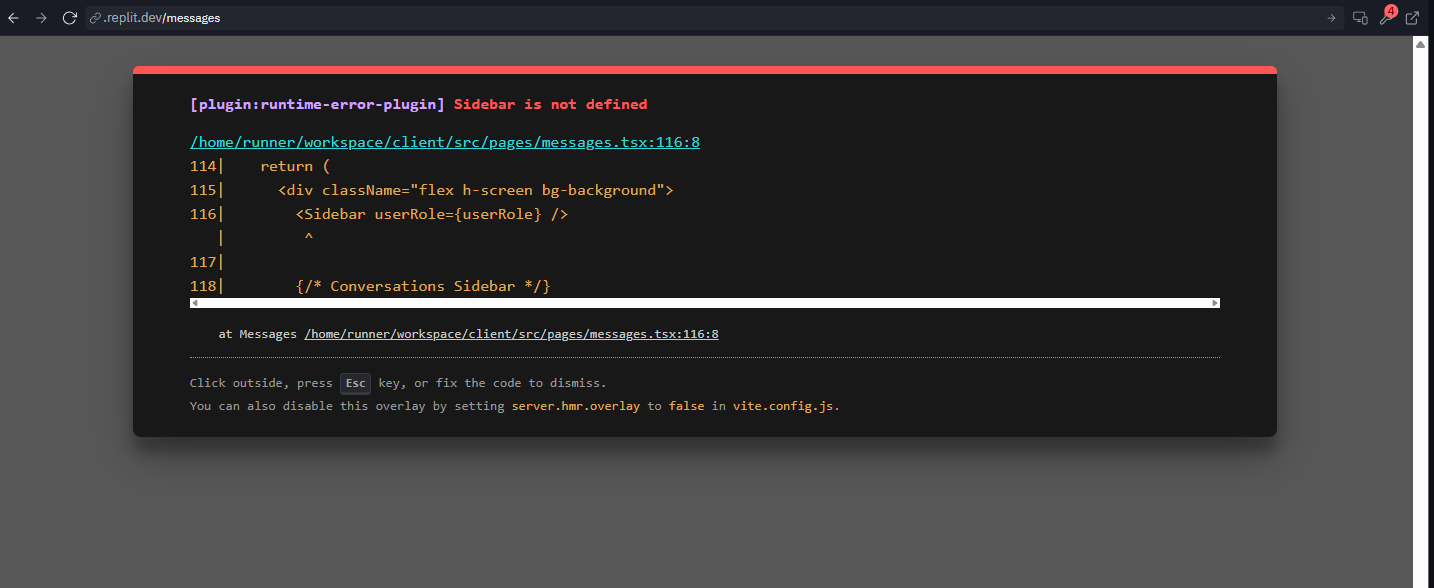 .replit.dev/messages
4
[plugin:runtime-error-plugin] Sidebar is not defined
/home/runner/workspace/client/src/pages/messages.tsx:116:8
114|    return (
115|      <div className="flex h-screen bg-background">
116|        <Sidebar userRole={userRole} />
   |         ^
117|
118|        {/* Conversations Sidebar */}
at Messages /home/runner/workspace/client/src/pages/messages.tsx:116:8
Click outside, press Esc key, or fix the code to dismiss.
You can also disable this overlay by setting server.hmr.overlay to false in vite.config.js.